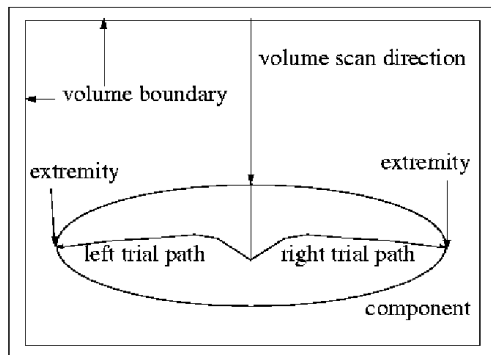 volume scan direction
volume boundary
extremity
extremity
left trial path
right trial path
component